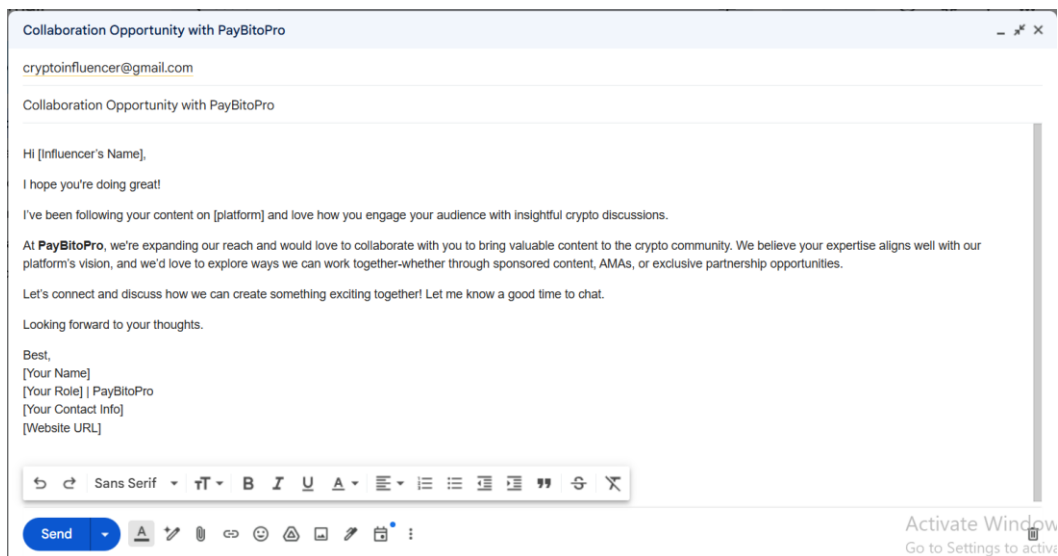 Collaboration Opportunity with PayBitoPro
cryptoinfluencer@gmail.com
Collaboration Opportunity with PayBitoPro
Hi [Influencer’s Name],
I hope you're doing great!
I’ve been following your content on [platform] and love how you engage your audience with insightful crypto discussions.
At PayBitoPro, we're expanding our reach and would love to collaborate with you to bring valuable content to the crypto community. We believe your expertise aligns well with our
platform’s vision, and we’d love to explore ways we can work together-whether through sponsored content, AMAs, or exclusive partnership opportunities.
Let’s connect and discuss how we can create something exciting together! Let me know a good time to chat.
Looking forward to your thoughts.
Best,
[Your Name]
[Your Role] | PayBitoPro
[Your Contact Info]
[Website URL]
Sans Serif
Send
Activate Window
Go to Settings to activa